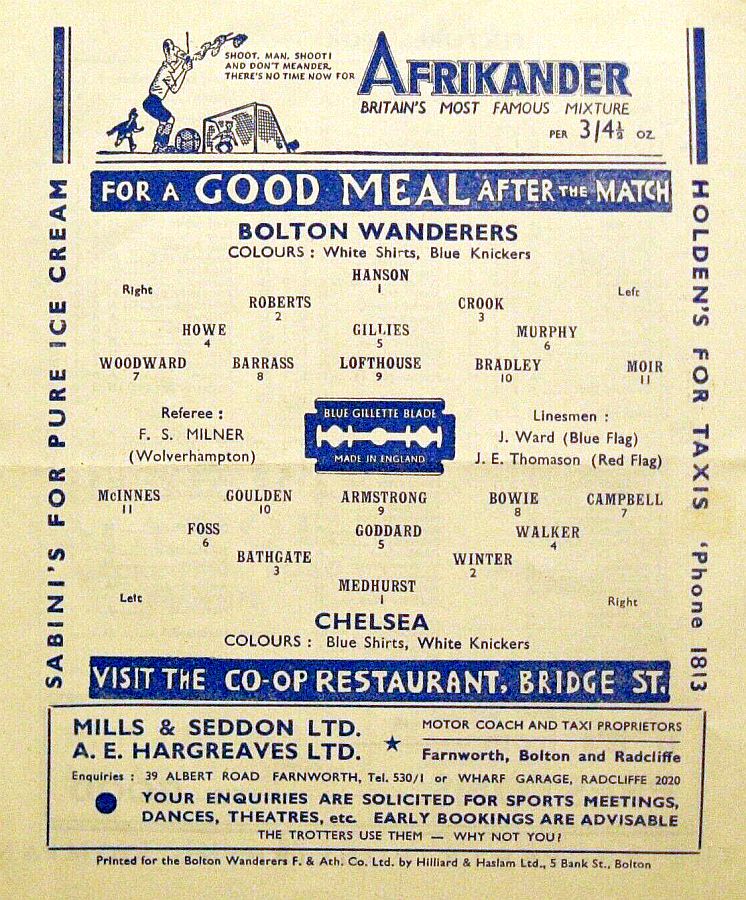 SHOOT, MAN, SHOOT!
AND DON'T MEANDER,
THERE'S NO TIME NOW FOR
AFRIKANDER
BRITAIN'S MOST FAMOUS MIXTURE
PER 3/4½ OZ.
SABINI'S FOR PURE ICE CREAM
HOLDEN'S FOR TAXIS 'Phone 1813
FOR A GOOD MEAL AFTER THE MATCH
BOLTON WANDERERS
COLOURS : White Shirts, Blue Knickers
HANSON
Right 1 Left
ROBERTS CROOK
2 3
HOWE GILLIES MURPHY
4 5 6
WOODWARD BARRASS LOFTHOUSE BRADLEY MOIR
7 8 9 10 11
Referee :
F. S. MILNER
(Wolverhampton)
BLUE GILLETTE BLADE
MADE IN ENGLAND
Linesmen :
J. Ward (Blue Flag)
J. E. Thomason (Red Flag)
McINNES GOULDEN ARMSTRONG BOWIE CAMPBELL
11 10 9 8 7
FOSS GODDARD WALKER
6 5 4
BATHGATE WINTER
3 2
MEDHURST
Left 1 Right
CHELSEA
COLOURS : Blue Shirts, White Knickers
VISIT THE CO-OP RESTAURANT, BRIDGE ST.
MILLS & SEDDON LTD.
A. E. HARGREAVES LTD.
MOTOR COACH AND TAXI PROPRIETORS
Farnworth, Bolton and Radcliffe
Enquiries : 39 ALBERT ROAD FARNWORTH, Tel. 530/1 or WHARF GARAGE, RADCLIFFE 2020
YOUR ENQUIRIES ARE SOLICITED FOR SPORTS MEETINGS,
DANCES, THEATRES, etc. EARLY BOOKINGS ARE ADVISABLE
THE TROTTERS USE THEM — WHY NOT YOU?
Printed for the Bolton Wanderers F. & Ath. Co. Ltd. by Hilliard & Haslam Ltd., 5 Bank St., Bolton